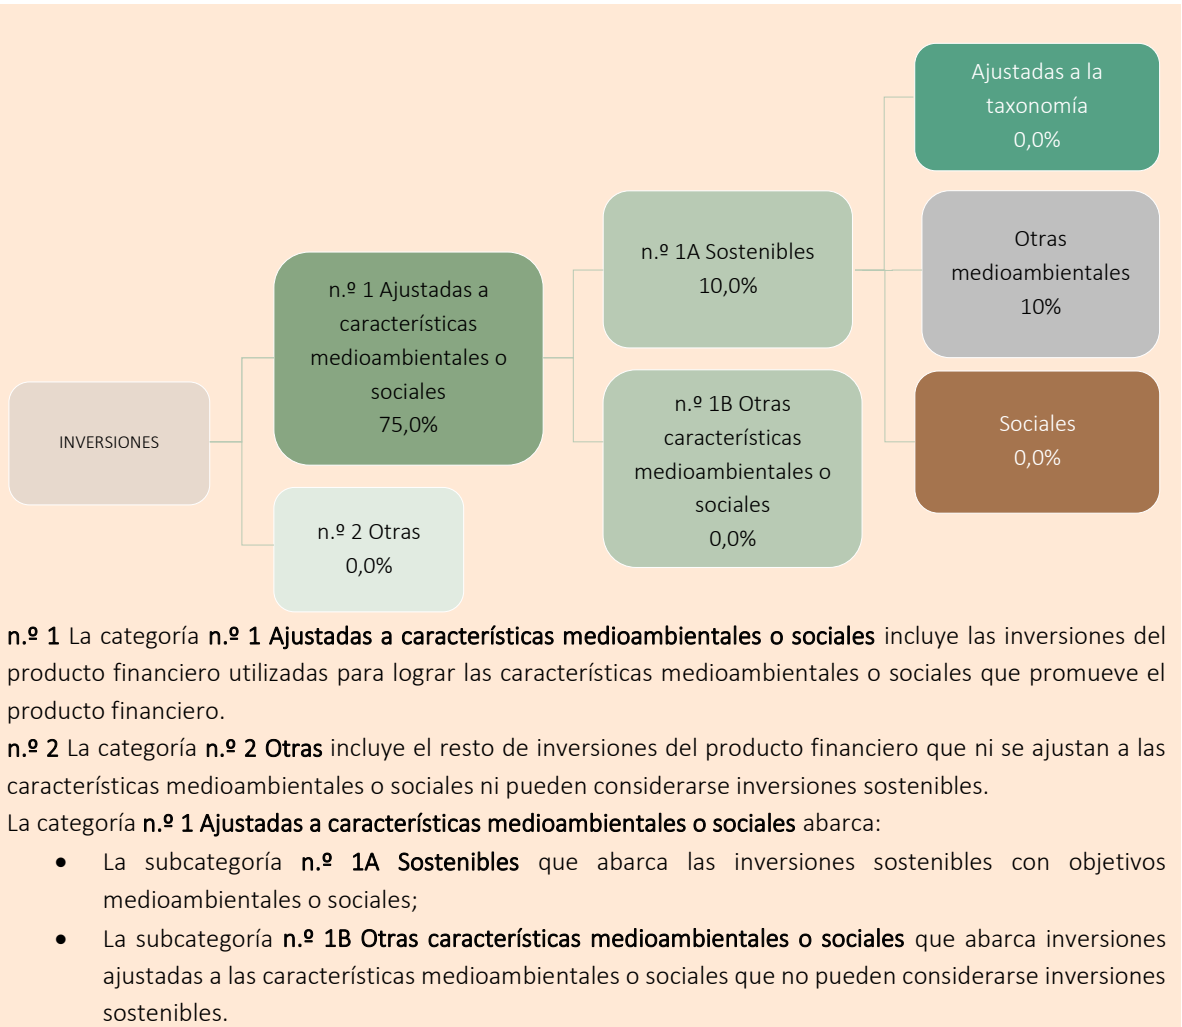 Ajustadas a la
taxonomía
0,0%
n.º 1A Sostenibles
10,0%
Otras
medioambientales
10%
n.º 1 Ajustadas a
características
medioambientales o
sociales
75,0%
n.º 1B Otras
características
medioambientales o
sociales
0,0%
Sociales
0,0%
INVERSIONES
n.º 2 Otras
0,0%
n.º 1 La categoría n.º 1 Ajustadas a características medioambientales o sociales incluye las inversiones del
producto financiero utilizadas para lograr las características medioambientales o sociales que promueve el
producto financiero.
n.º 2 La categoría n.º 2 Otras incluye el resto de inversiones del producto financiero que ni se ajustan a las
características medioambientales o sociales ni pueden considerarse inversiones sostenibles.
La categoría n.º 1 Ajustadas a características medioambientales o sociales abarca:
• La subcategoría n.º 1A Sostenibles que abarca las inversiones sostenibles con objetivos
medioambientales o sociales;
• La subcategoría n.º 1B Otras características medioambientales o sociales que abarca inversiones
ajustadas a las características medioambientales o sociales que no pueden considerarse inversiones
sostenibles.